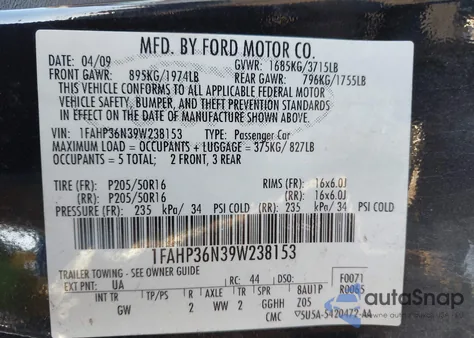 MFD. BY FORD MOTOR CO.
DATE: 04/09 GVWR: 1685KG/3715LB
FRONT GAWR: 895KG/1974LB REAR GAWR: 796KG/1755LB
THIS VEHICLE CONFORMS TO ALL APPLICABLE FEDERAL MOTOR
VEHICLE SAFETY, BUMPER, AND THEFT PREVENTION STANDARDS
IN EFFECT ON THE DATE OF MANUFACTURE SHOWN ABOVE.
VIN: 1FAHP36N39W238153 TYPE: Passenger Car
MAXIMUM LOAD = OCCUPANTS + LUGGAGE = 375KG/827LB
OCCUPANTS = 5 TOTAL: 2 FRONT, 3 REAR
TIRE (FR): P205/50R16 RIMS (FR): 16x6.0J
(RR): P205/50R16 (RR): 16x6.0J
PRESSURE (FR): 235 kPa/ 34 PSI COLD (RR): 235 kPa/ 34 PSI COLD
1FAHP36N39W238153
TRAILER TOWING - SEE OWNER GUIDE F0071
EXT PNT: UA RC: 44 DSO: R0085
INT TR TP/PS R AXLE TR SPR 8AU1P
GW 2 WW 2 GGHH Z05
CMC 5U5A-5420472-AA
autoSnap